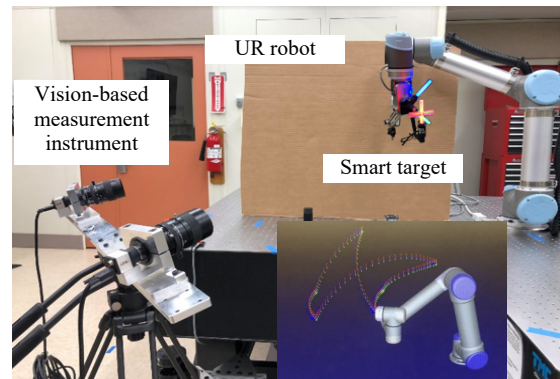 UR robot
Vision-based
measurement
instrument
Smart target